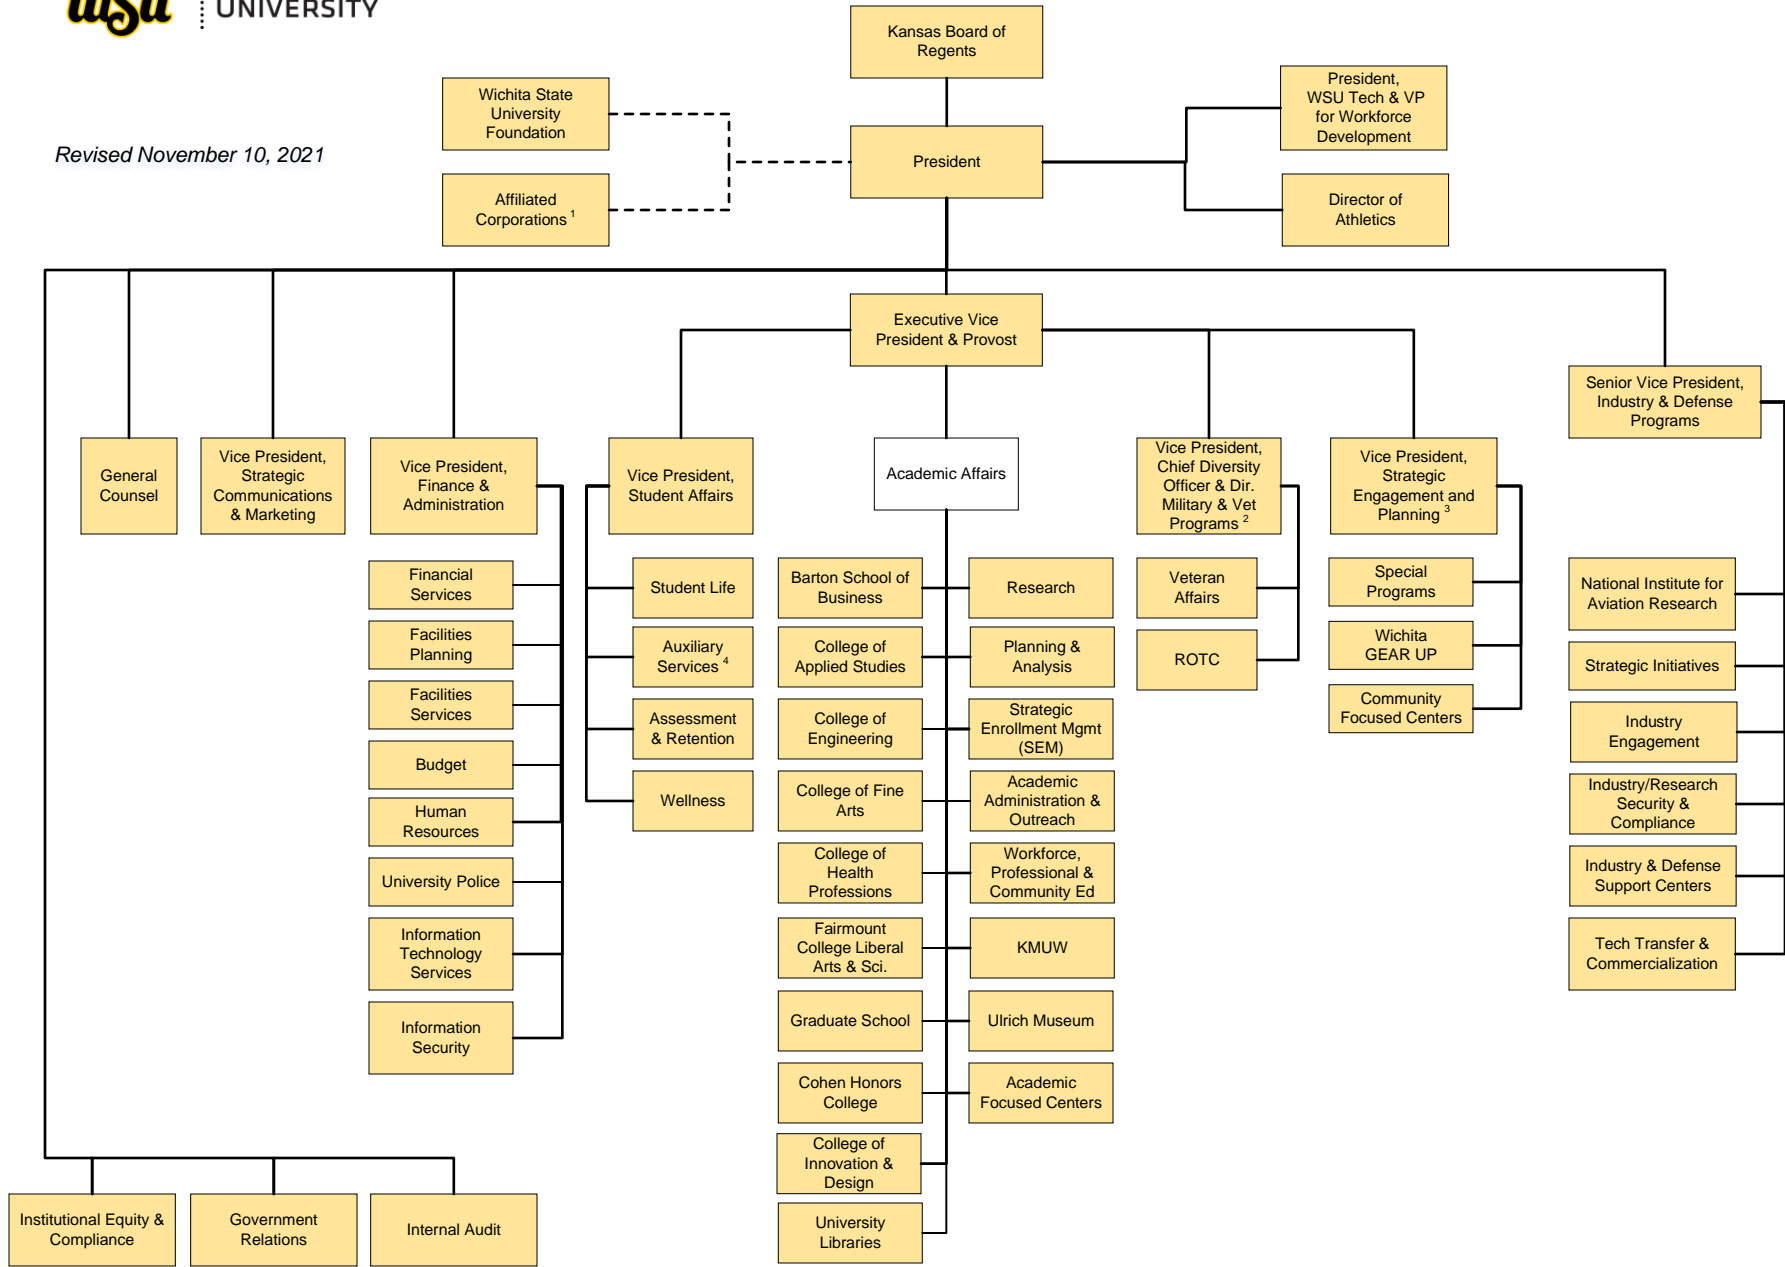 wsu
UNIVERSITY
Revised November 10, 2021
Kansas Board of
Regents
Wichita State
University
Foundation
President,
WSU Tech & VP
for Workforce
Development
President
Affiliated
Corporations 1
Director of
Athletics
Executive Vice
President & Provost
Senior Vice President,
Industry & Defense
Programs
General
Counsel
Vice President,
Strategic
Communications
& Marketing
Vice President,
Finance &
Administration
Vice President,
Student Affairs
Academic Affairs
Vice President,
Chief Diversity
Officer & Dir.
Military & Vet
Programs 2
Vice President,
Strategic
Engagement and
Planning 3
Financial
Services
Facilities
Planning
Facilities
Services
Budget
Human
Resources
University Police
Information
Technology
Services
Information
Security
Student Life
Auxiliary
Services 4
Assessment
& Retention
Wellness
Barton School of
Business
College of
Applied Studies
College of
Engineering
College of Fine
Arts
College of
Health
Professions
Fairmount
College Liberal
Arts & Sci.
Graduate School
Cohen Honors
College
College of
Innovation &
Design
University
Libraries
Research
Planning &
Analysis
Strategic
Enrollment Mgmt
(SEM)
Academic
Administration &
Outreach
Workforce,
Professional &
Community Ed
KMUW
Ulrich Museum
Academic
Focused Centers
Veteran
Affairs
ROTC
Special
Programs
Wichita
GEAR UP
Community
Focused Centers
National Institute for
Aviation Research
Strategic Initiatives
Industry
Engagement
Industry/Research
Security &
Compliance
Industry & Defense
Support Centers
Tech Transfer &
Commercialization
Institutional Equity &
Compliance
Government
Relations
Internal Audit